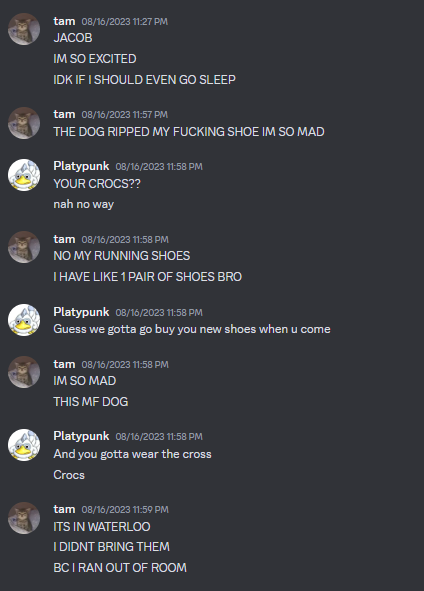 tam 08/16/2023 11:27 PM
JACOB
IM SO EXCITED
IDK IF I SHOULD EVEN GO SLEEP
tam 08/16/2023 11:57 PM
THE DOG RIPPED MY FUCKING SHOE IM SO MAD
Platypunk 08/16/2023 11:58 PM
YOUR CROCS??
nah no way
tam 08/16/2023 11:58 PM
NO MY RUNNING SHOES
I HAVE LIKE 1 PAIR OF SHOES BRO
Platypunk 08/16/2023 11:58 PM
Guess we gotta go buy you new shoes when u come
tam 08/16/2023 11:58 PM
IM SO MAD
THIS MF DOG
Platypunk 08/16/2023 11:58 PM
And you gotta wear the cross
Crocs
tam 08/16/2023 11:59 PM
ITS IN WATERLOO
I DIDNT BRING THEM
BC I RAN OUT OF ROOM